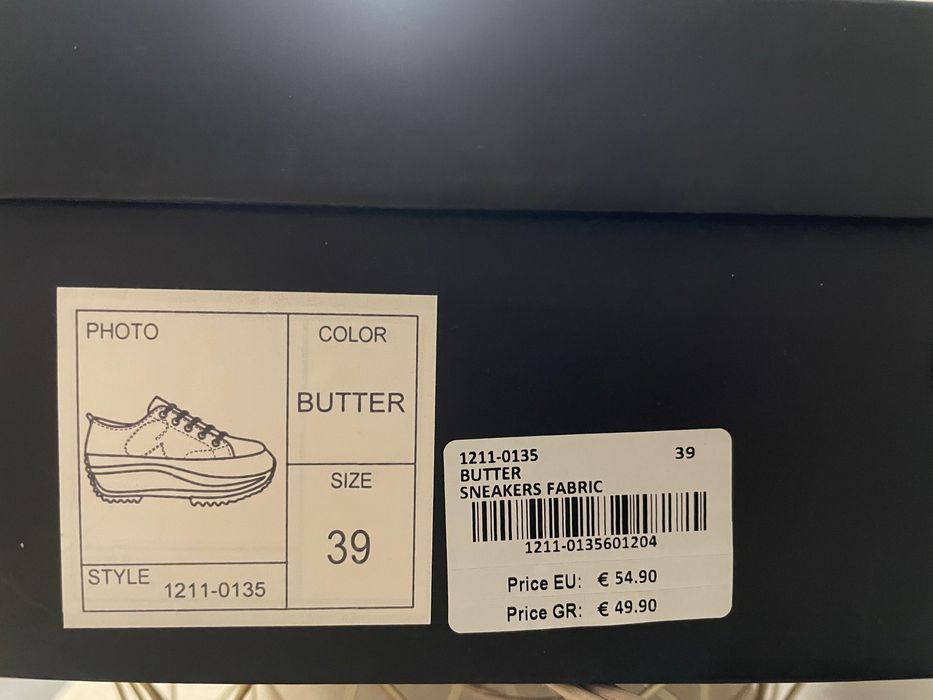 PHOTO
COLOR
BUTTER
SIZE
39
STYLE 1211-0135
1211-0135 39
BUTTER
SNEAKERS FABRIC
1211-0135601204
Price EU: € 54.90
Price GR: € 49.90